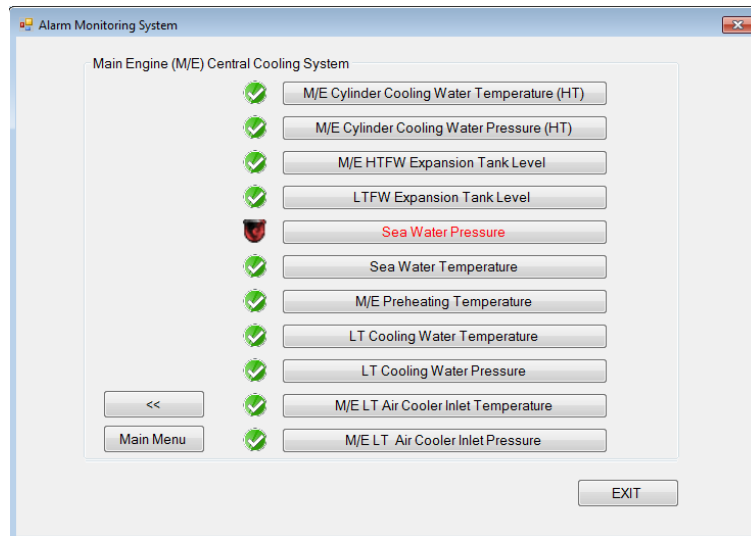 Alarm Monitoring System
Main Engine (M/E) Central Cooling System
M/E Cylinder Cooling Water Temperature (HT)
M/E Cylinder Cooling Water Pressure (HT)
M/E HTFW Expansion Tank Level
LTFW Expansion Tank Level
Sea Water Pressure
Sea Water Temperature
M/E Preheating Temperature
LT Cooling Water Temperature
LT Cooling Water Pressure
<< M/E LT Air Cooler Inlet Temperature
Main Menu M/E LT  Air Cooler Inlet Pressure
EXIT